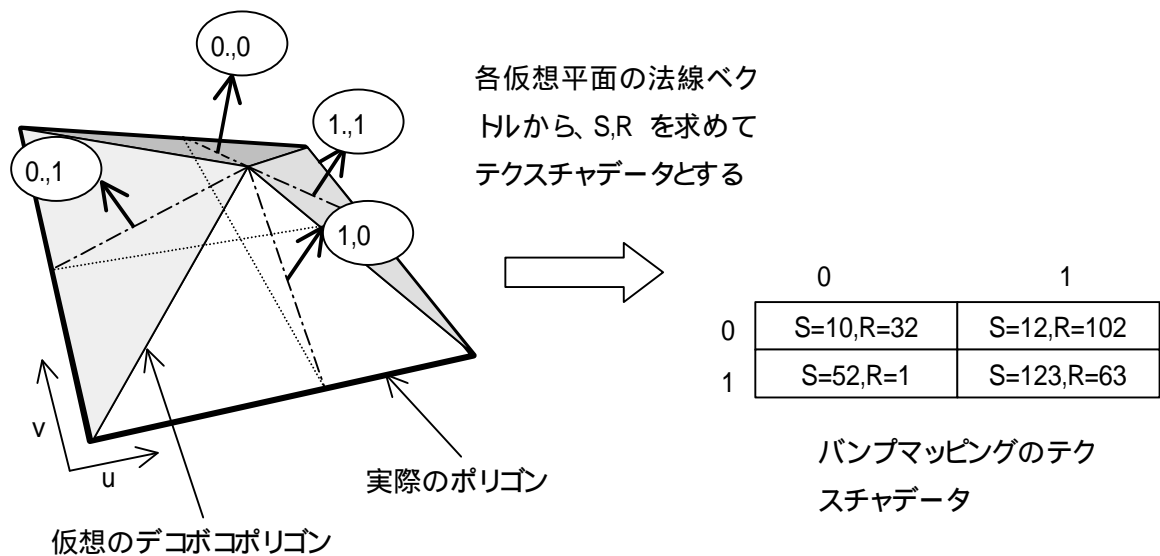 0.,0
各仮想平面の法線ベク
トルから、S,R を求めて
テクスチャデータとする
1.,1
0.,1
1,0
0 1
0 S=10,R=32 S=12,R=102
1 S=52,R=1 S=123,R=63
v
u
バンプマッピングのテク
スチャデータ
実際のポリゴン
仮想のデコボコポリゴン